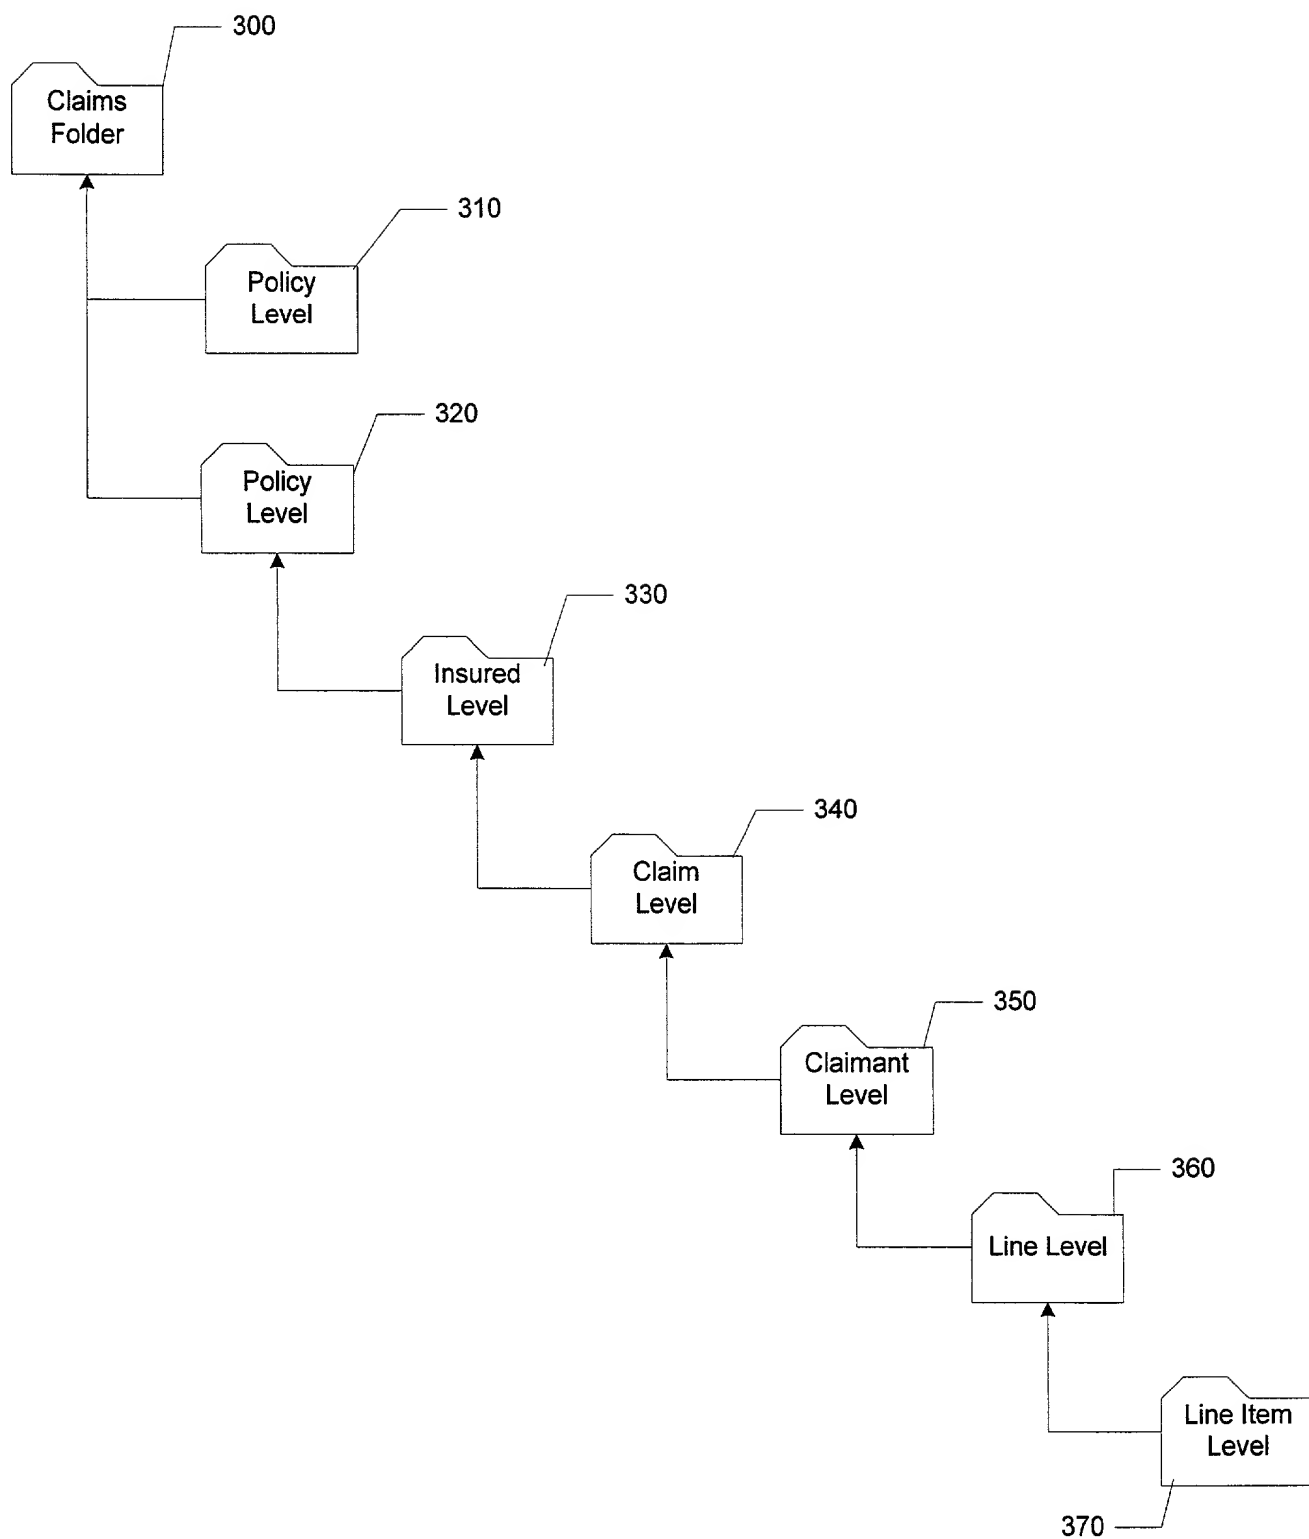 300
Claims
Folder
310
Policy
Level
320
Policy
Level
330
Insured
Level
340
Claim
Level
350
Claimant
Level
360
Line Level
Line Item
Level
370